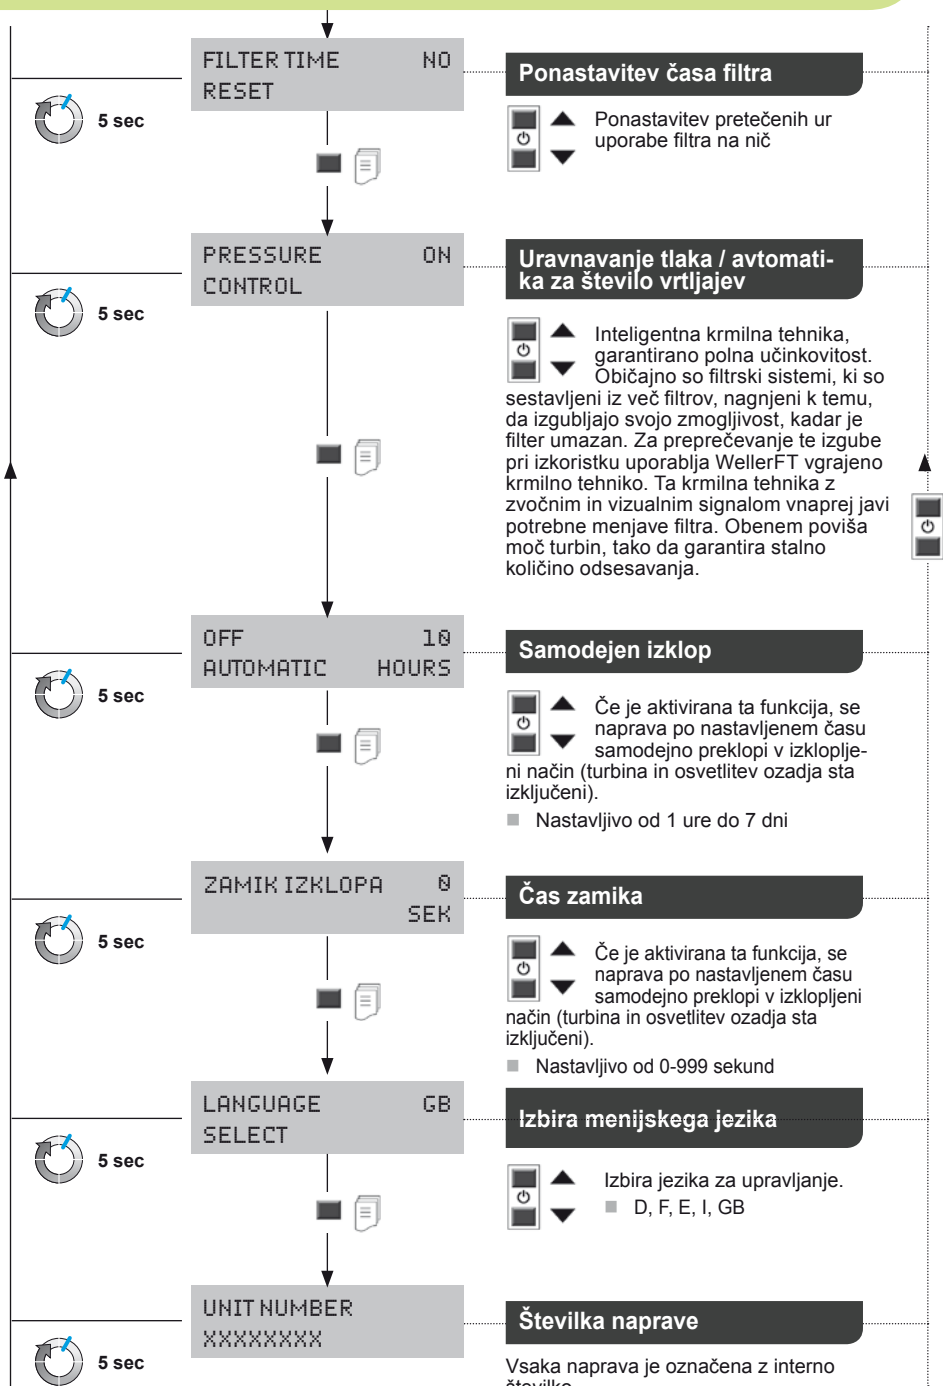 FILTER TIME NO
RESET
Ponastavitev časa filtra
5 sec
Ponastavitev pretečenih ur
uporabe filtra na nič
PRESSURE ON
CONTROL
Uravnavanje tlaka / avtomati-
ka za število vrtljajev
5 sec
Inteligentna krmilna tehnika,
garantirano polna učinkovitost.
Običajno so filtrski sistemi, ki so
sestavljeni iz več filtrov, nagnjeni k temu,
da izgubljajo svojo zmogljivost, kadar je
filter umazan. Za preprečevanje te izgube
pri izkoristku uporablja WellerFT vgrajeno
krmilno tehniko. Ta krmilna tehnika z
zvočnim in vizualnim signalom vnaprej javi
potrebne menjave filtra. Obenem poviša
moč turbin, tako da garantira stalno
količino odsesavanja.
OFF 10
AUTOMATIC HOURS
Samodejen izklop
5 sec
Če je aktivirana ta funkcija, se
naprava po nastavljenem času
samodejno preklopi v izkloplje-
ni način (turbina in osvetlitev ozadja sta
izključeni).
Nastavljivo od 1 ure do 7 dni
ZAMIK IZKLOPA 0
SEK
Čas zamika
5 sec
Če je aktivirana ta funkcija, se
naprava po nastavljenem času
samodejno preklopi v izklopljeni
način (turbina in osvetlitev ozadja sta
izključeni).
Nastavljivo od 0-999 sekund
LANGUAGE GB
SELECT
Izbira menijskega jezika
5 sec
Izbira jezika za upravljanje.
D, F, E, I, GB
UNIT NUMBER
XXXXXXXX
Številka naprave
5 sec
Vsaka naprava je označena z interno